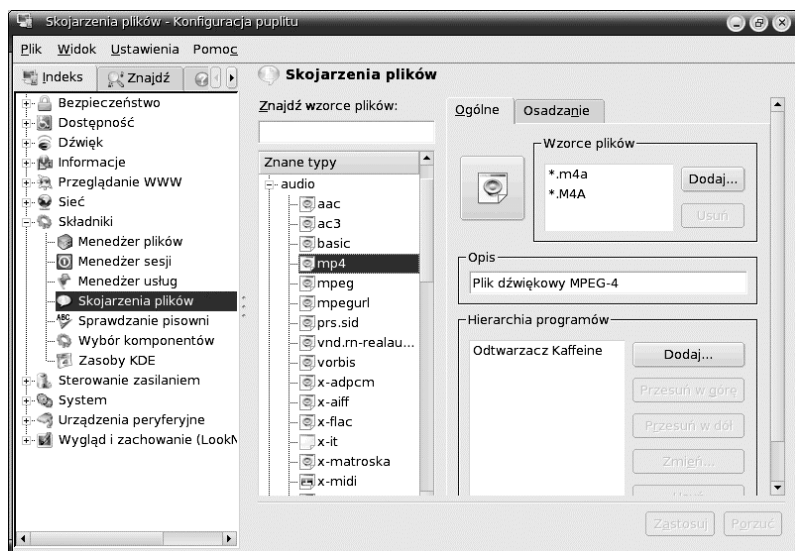 Skojarzenia plików - Konfiguracja puplitu
Plik Widok Ustawienia Pomoc
Indeks Znajdź
Bezpieczeństwo
Dostępność
Dźwięk
Informacje
Przeglądanie WWW
Sieć
Składniki
Menedżer plików
Menedżer sesji
Menedżer usług
Skojarzenia plików
Sprawdzanie pisowni
Wybór komponentów
Zasoby KDE
Sterowanie zasilaniem
System
Urządzenia peryferyjne
Wygląd i zachowanie (LookN
Skojarzenia plików
Znajdź wzorce plików:
Znane typy
audio
aac
ac3
basic
mp4
mpeg
mpegurl
prs.sid
vnd.rn-realau...
vorbis
x-adpcm
x-aiff
x-flac
x-it
x-matroska
x-midi
Ogólne Osadzanie
Wzorce plików
*.m4a
*.M4A
Dodaj...
Usuń
Opis
Plik dźwiękowy MPEG-4
Hierarchia programów
Odtwarzacz Kaffeine
Dodaj...
Przesuń w górę
Przesuń w dół
Zmień...
Zastosuj Porzuć